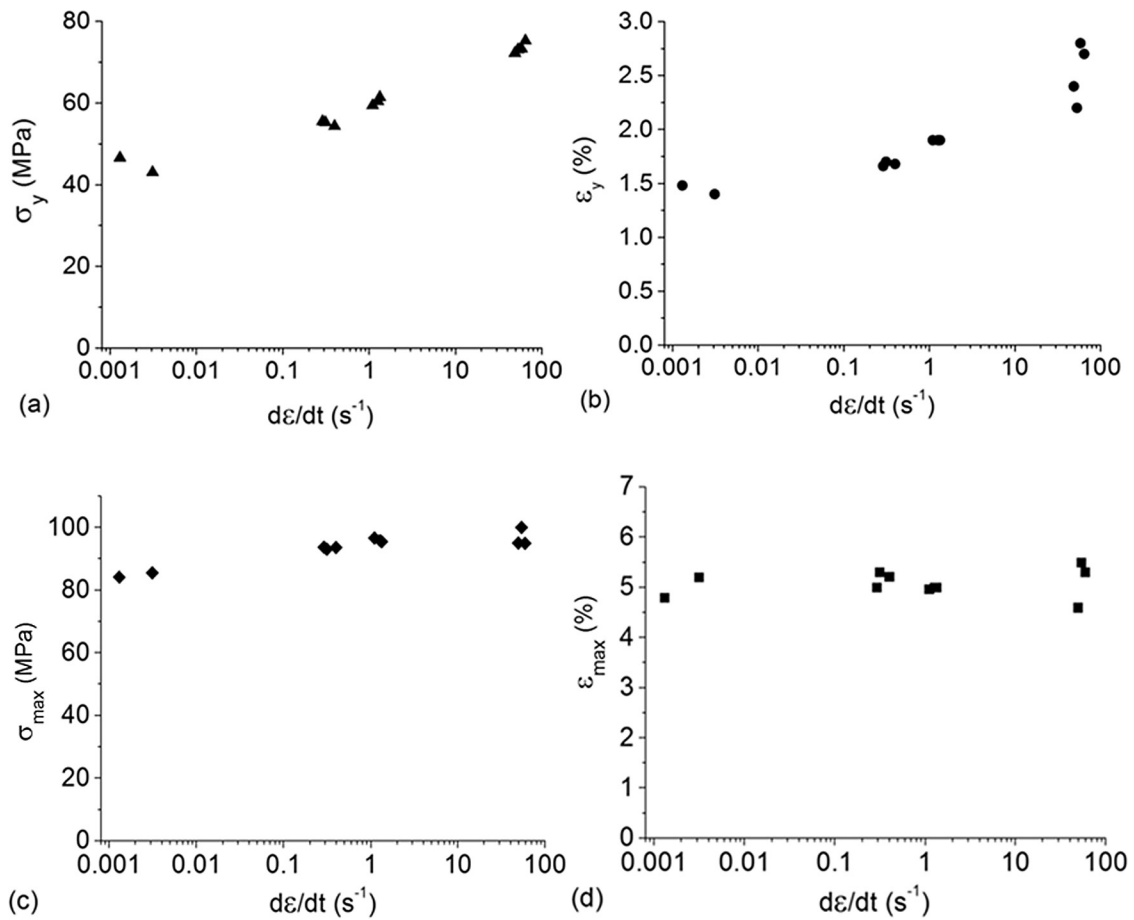 80
60
40
20
0
σy (MPa)
0.001 0.01 0.1 1 10 100
(a)
dε/dt (s-1)
3.0
2.5
2.0
1.5
1.0
0.5
0.0
εy (%)
0.001 0.01 0.1 1 10 100
(b)
dε/dt (s-1)
100
80
60
40
20
0
σmax (MPa)
0.001 0.01 0.1 1 10 100
(c)
dε/dt (s-1)
7
6
5
4
3
2
1
0
εmax (%)
0.001 0.01 0.1 1 10 100
(d)
dε/dt (s-1)